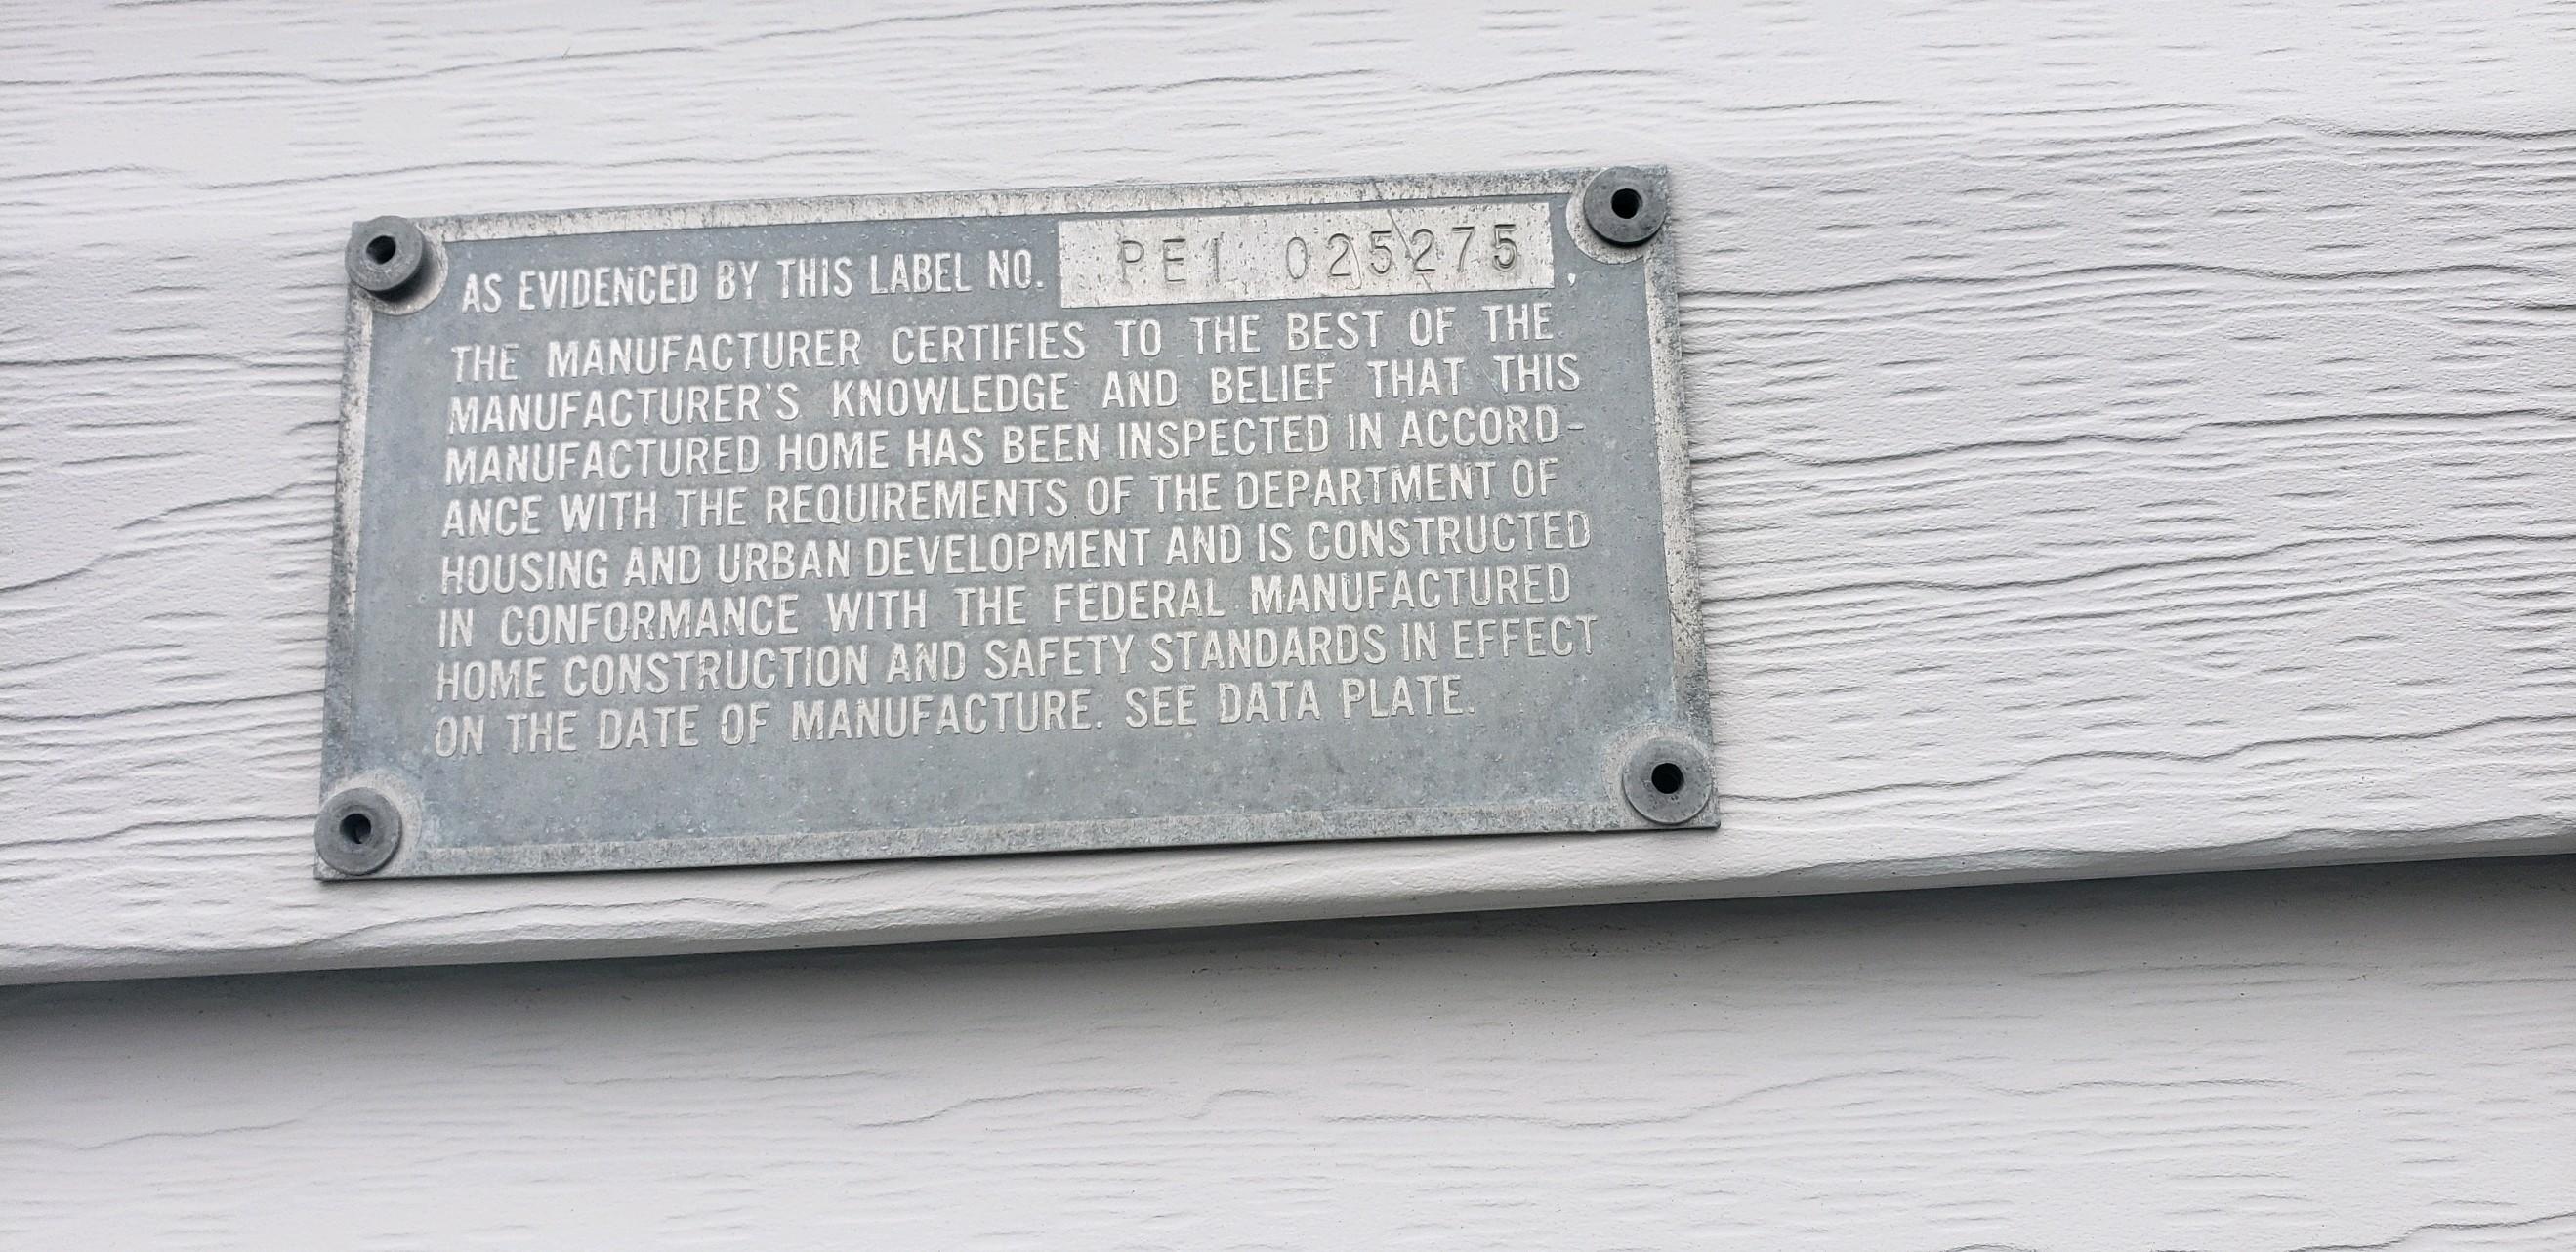 AS EVIDENCED BY THIS LABEL NO. PEI 025275,
THE MANUFACTURER CERTIFIES TO THE BEST OF THE
MANUFACTURER'S KNOWLEDGE AND BELIEF THAT THIS
MANUFACTURED HOME HAS BEEN INSPECTED IN ACCORD-
ANCE WITH THE REQUIREMENTS OF THE DEPARTMENT OF
HOUSING AND URBAN DEVELOPMENT AND IS CONSTRUCTED
IN CONFORMANCE WITH THE FEDERAL MANUFACTURED
HOME CONSTRUCTION AND SAFETY STANDARDS IN EFFECT
ON THE DATE OF MANUFACTURE. SEE DATA PLATE.